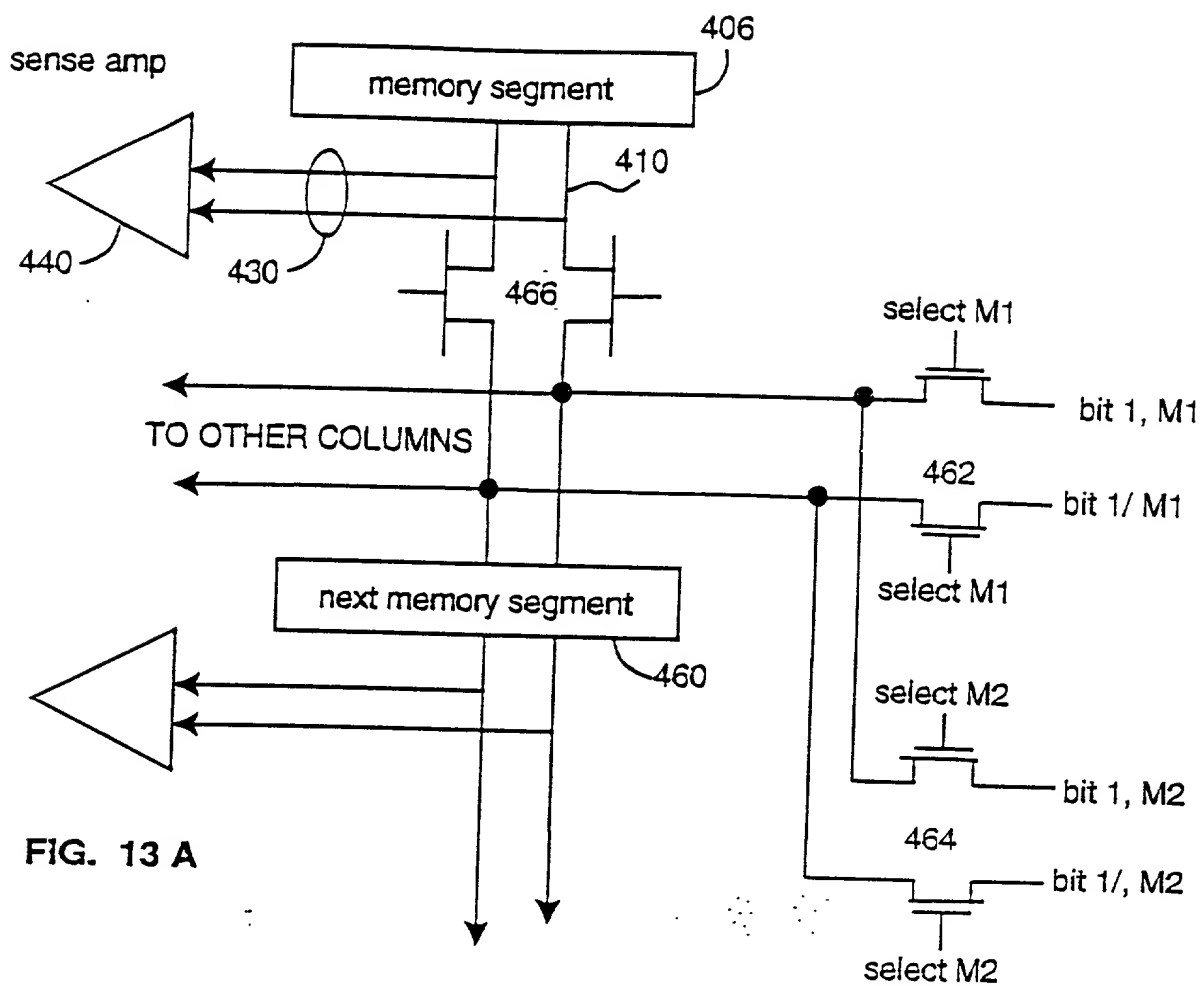 406
sense amp
memory segment
410
440
430
466
select M1
bit 1, M1
TO OTHER COLUMNS
462
bit 1/ M1
select M1
next memory segment
460
select M2
bit 1, M2
FIG. 13 A
464
bit 1/, M2
select M2